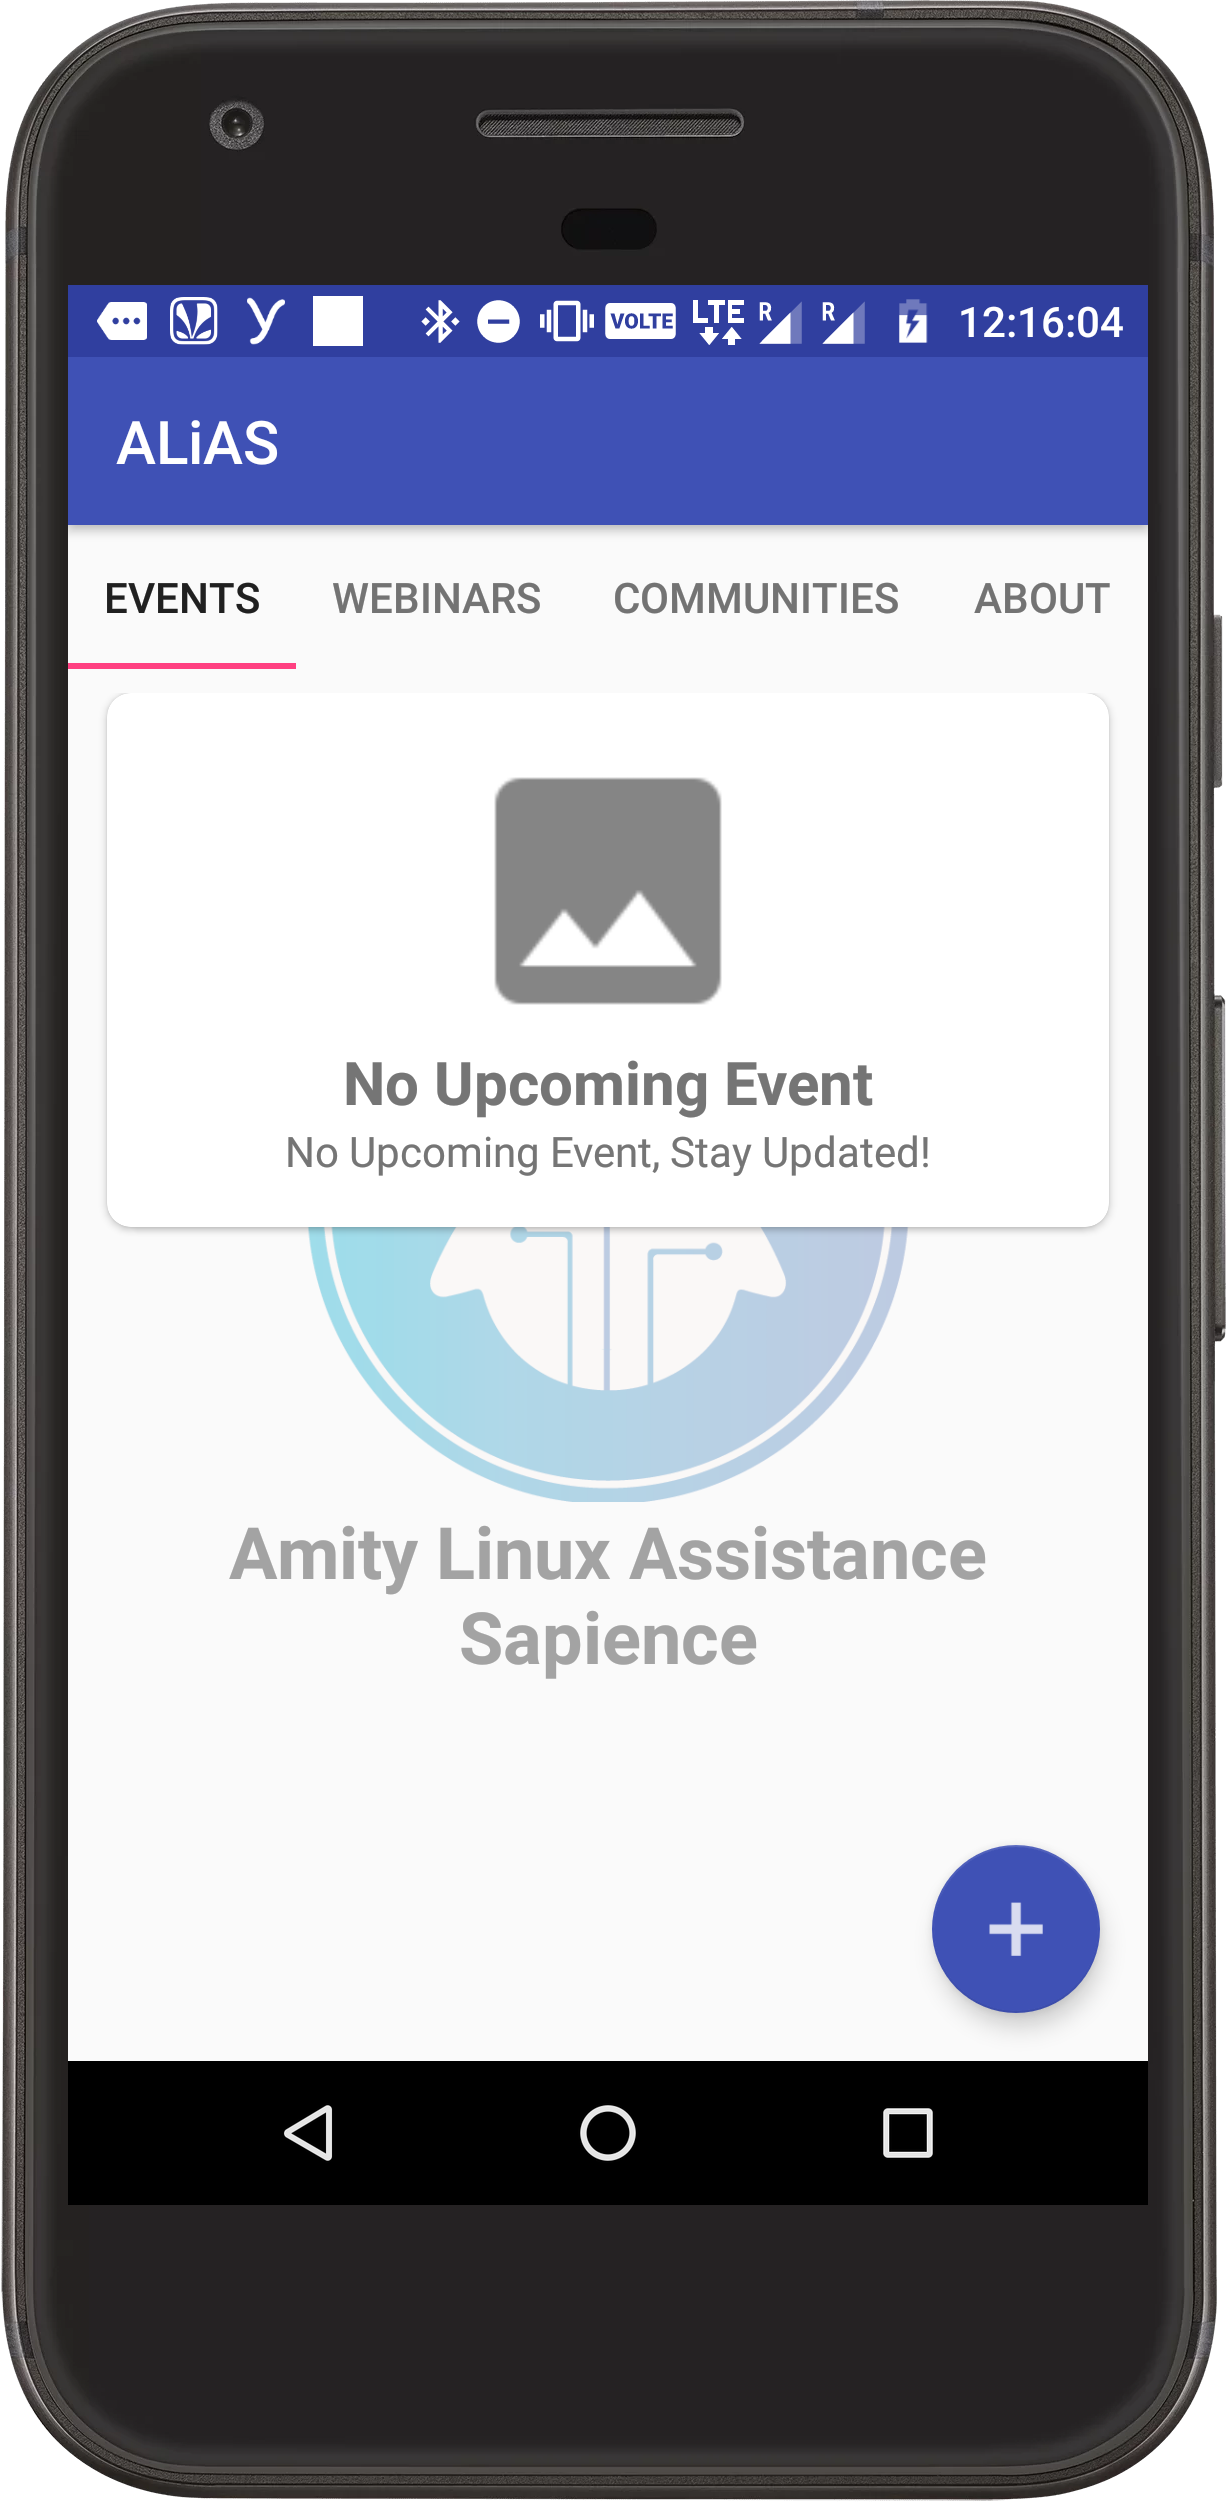 VOLTE LTE R R 12:16:04
ALiAS
EVENTS WEBINARS COMMUNITIES ABOUT
No Upcoming Event
No Upcoming Event, Stay Updated!
Amity Linux Assistance
Sapience